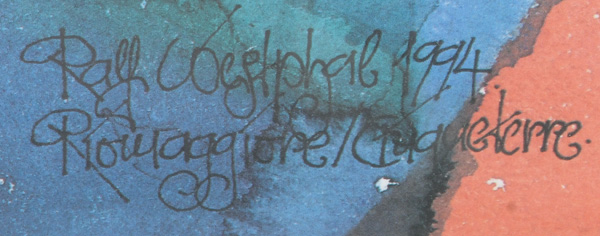 Ralf Westphal 1994.
Riomaggiore/Cinqueterre.